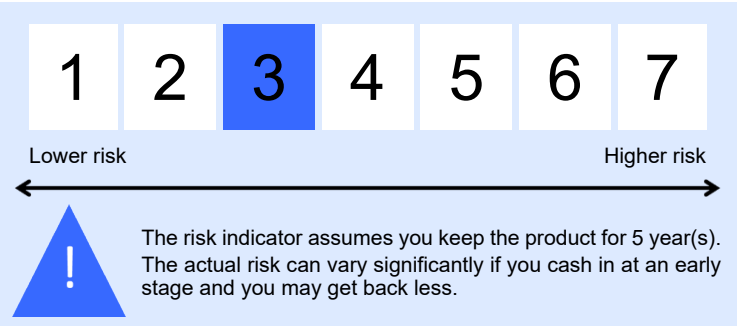 1 2 3 4 5 6 7
Lower risk Higher risk
!
The risk indicator assumes you keep the product for 5 year(s).
The actual risk can vary significantly if you cash in at an early
stage and you may get back less.